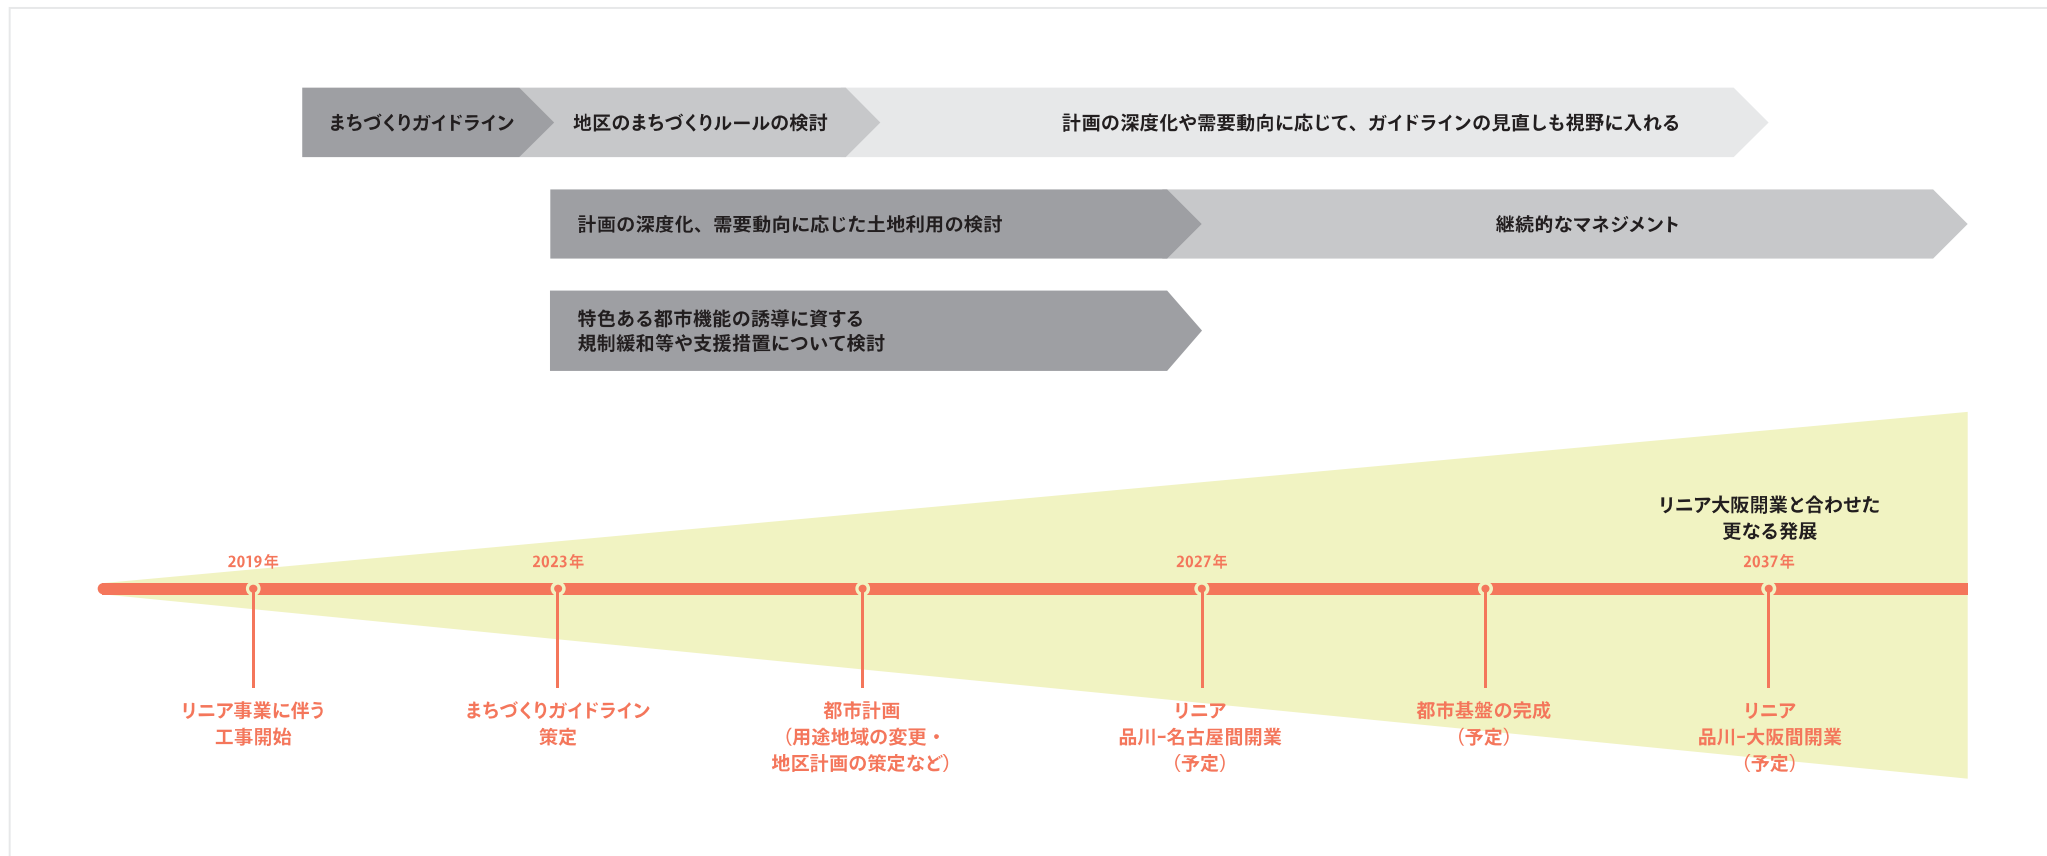 まちづくりガイドライン
地区のまちづくりルールの検討
計画の深度化や需要動向に応じて、ガイドラインの見直しも視野に入れる
計画の深度化、需要動向に応じた土地利用の検討
継続的なマネジメント
特色ある都市機能の誘導に資する
規制緩和等や支援措置について検討
リニア大阪開業と合わせた
更なる発展
2019年
2023年
2027年
2037年
リニア事業に伴う
工事開始
まちづくりガイドライン
策定
都市計画
（用途地域の変更・
地区計画の策定など）
リニア
品川−名古屋間開業
（予定）
都市基盤の完成
（予定）
リニア
品川−大阪間開業
（予定）